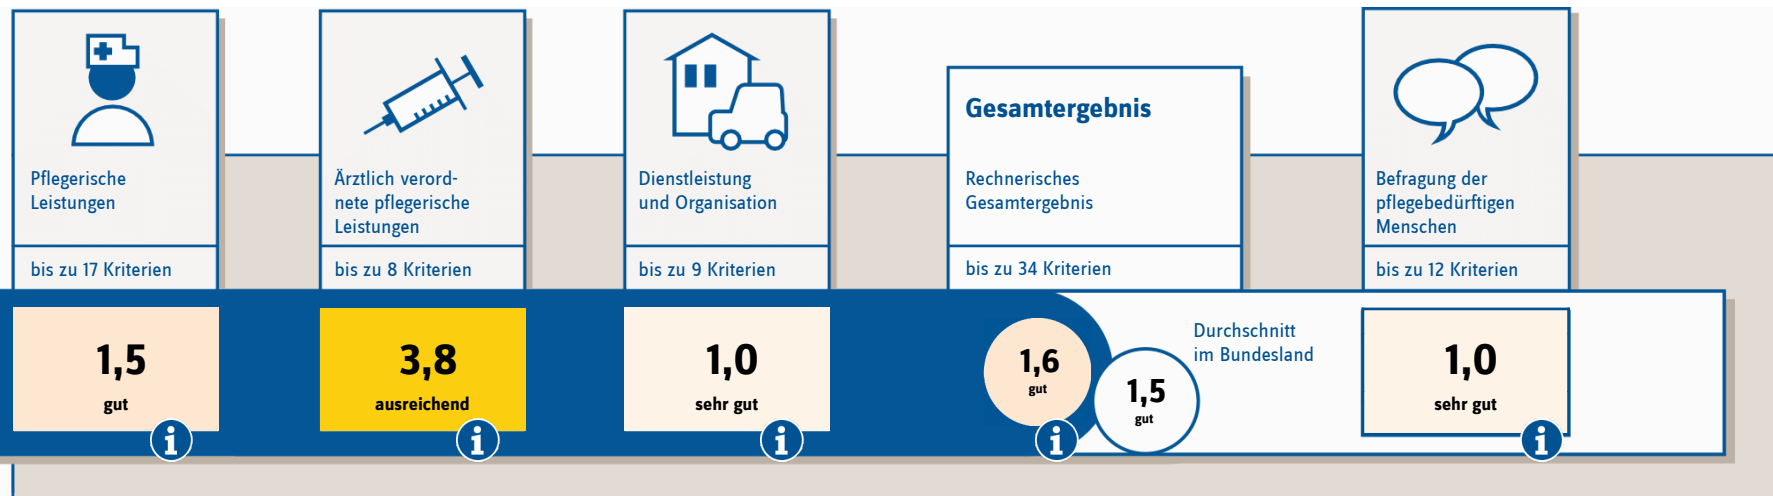 Pflegerische
Leistungen
bis zu 17 Kriterien
1,5
gut
i
Ärztlich verord-
nete pflegerische
Leistungen
bis zu 8 Kriterien
3,8
ausreichend
i
Dienstleistung
und Organisation
bis zu 9 Kriterien
1,0
sehr gut
i
Gesamtergebnis
Rechnerisches
Gesamtergebnis
bis zu 34 Kriterien
1,6
gut
i
1,5
gut
Durchschnitt
im Bundesland
Befragung der
pflegebedürftigen
Menschen
bis zu 12 Kriterien
1,0
sehr gut
i